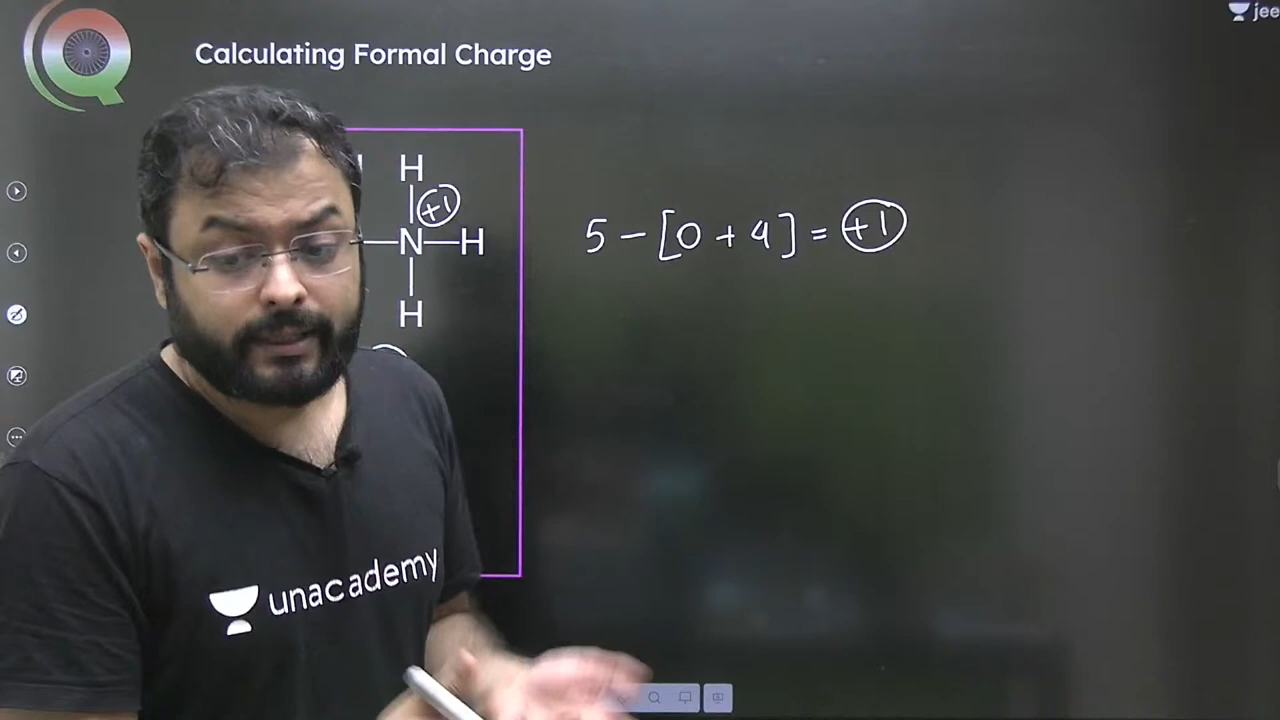 jee
Calculating Formal Charge
H
+1
N H
H
5 - [0 + 4] = +1
unacademy